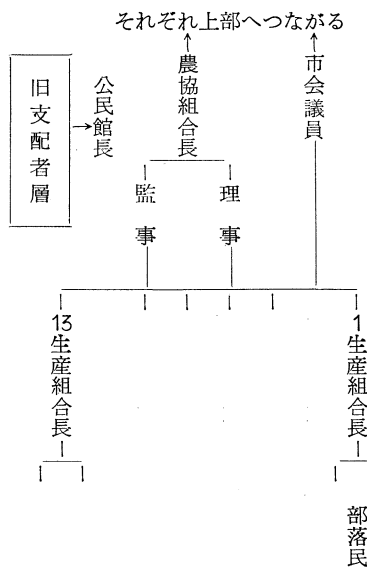 それぞれ上部へつながる
市会議員
農協組合長
公民館長
旧支配者層
理事
監事
1生産組合長
13生産組合長
部落民